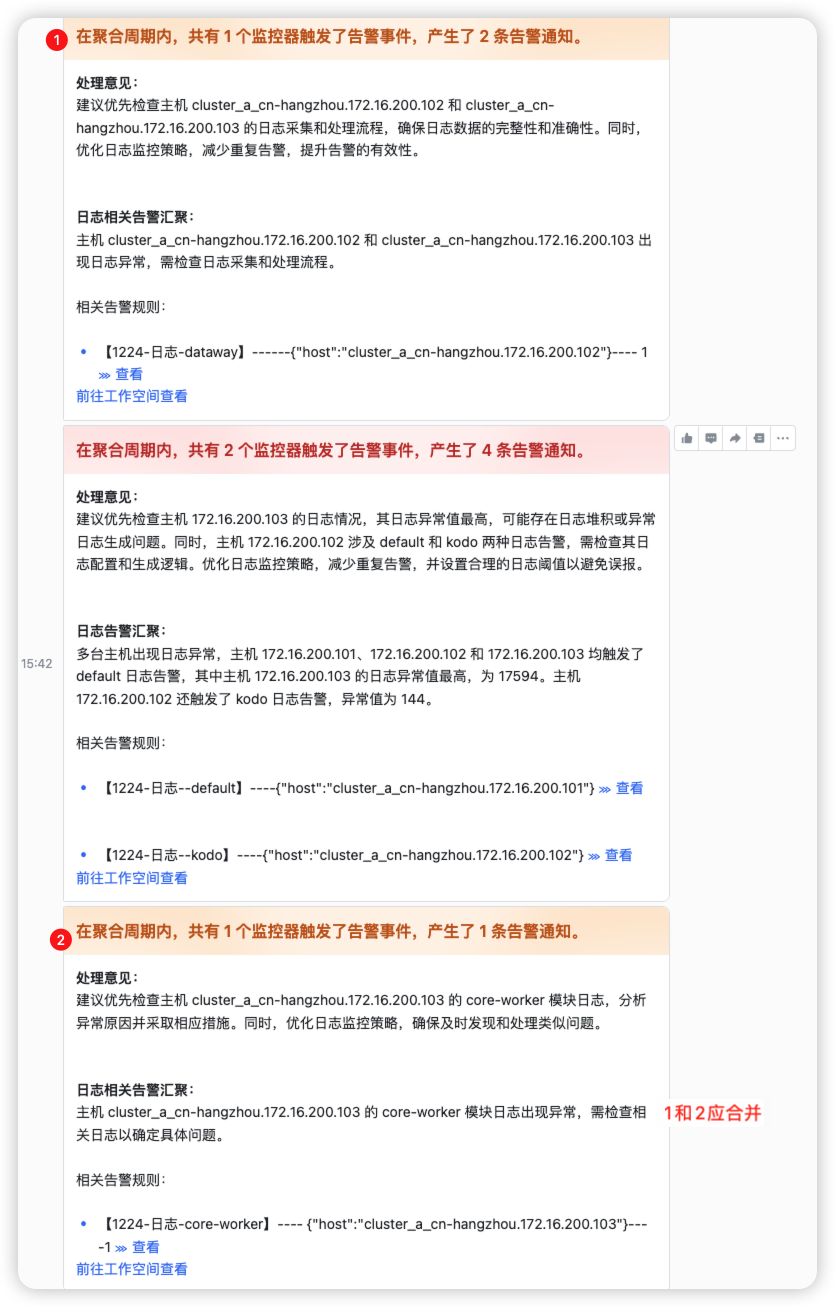 1
在聚合周期内，共有 1 个监控器触发了告警事件，产生了 2 条告警通知。
处理意见：
建议优先检查主机 cluster_a_cn-hangzhou.172.16.200.102 和 cluster_a_cn-
hangzhou.172.16.200.103 的日志采集和处理流程，确保日志数据的完整性和准确性。同时，
优化日志监控策略，减少重复告警，提升告警的有效性。
日志相关告警汇聚：
主机 cluster_a_cn-hangzhou.172.16.200.102 和 cluster_a_cn-hangzhou.172.16.200.103 出
现日志异常，需检查日志采集和处理流程。
相关告警规则：
• 【1224-日志-dataway】------{"host":"cluster_a_cn-hangzhou.172.16.200.102"}---- 1
⋙ 查看
前往工作空间查看
在聚合周期内，共有 2 个监控器触发了告警事件，产生了 4 条告警通知。
处理意见：
建议优先检查主机 172.16.200.103 的日志情况，其日志异常值最高，可能存在日志堆积或异常
日志生成问题。同时，主机 172.16.200.102 涉及 default 和 kodo 两种日志告警，需检查其日
志配置和生成逻辑。优化日志监控策略，减少重复告警，并设置合理的日志阈值以避免误报。
日志告警汇聚：
多台主机出现日志异常，主机 172.16.200.101、172.16.200.102 和 172.16.200.103 均触发了
15:42
default 日志告警，其中主机 172.16.200.103 的日志异常值最高，为 17594。主机
172.16.200.102 还触发了 kodo 日志告警，异常值为 144。
相关告警规则：
• 【1224-日志--default】----{"host":"cluster_a_cn-hangzhou.172.16.200.101"} ⋙ 查看
• 【1224-日志--kodo】----{"host":"cluster_a_cn-hangzhou.172.16.200.102"} ⋙ 查看
前往工作空间查看
2
在聚合周期内，共有 1 个监控器触发了告警事件，产生了 1 条告警通知。
处理意见：
建议优先检查主机 cluster_a_cn-hangzhou.172.16.200.103 的 core-worker 模块日志，分析
异常原因并采取相应措施。同时，优化日志监控策略，确保及时发现和处理类似问题。
日志相关告警汇聚：
主机 cluster_a_cn-hangzhou.172.16.200.103 的 core-worker 模块日志出现异常，需检查相
1和2应合并
关日志以确定具体问题。
相关告警规则：
• 【1224-日志-core-worker】---- {"host":"cluster_a_cn-hangzhou.172.16.200.103"}---
-1 ⋙ 查看
前往工作空间查看